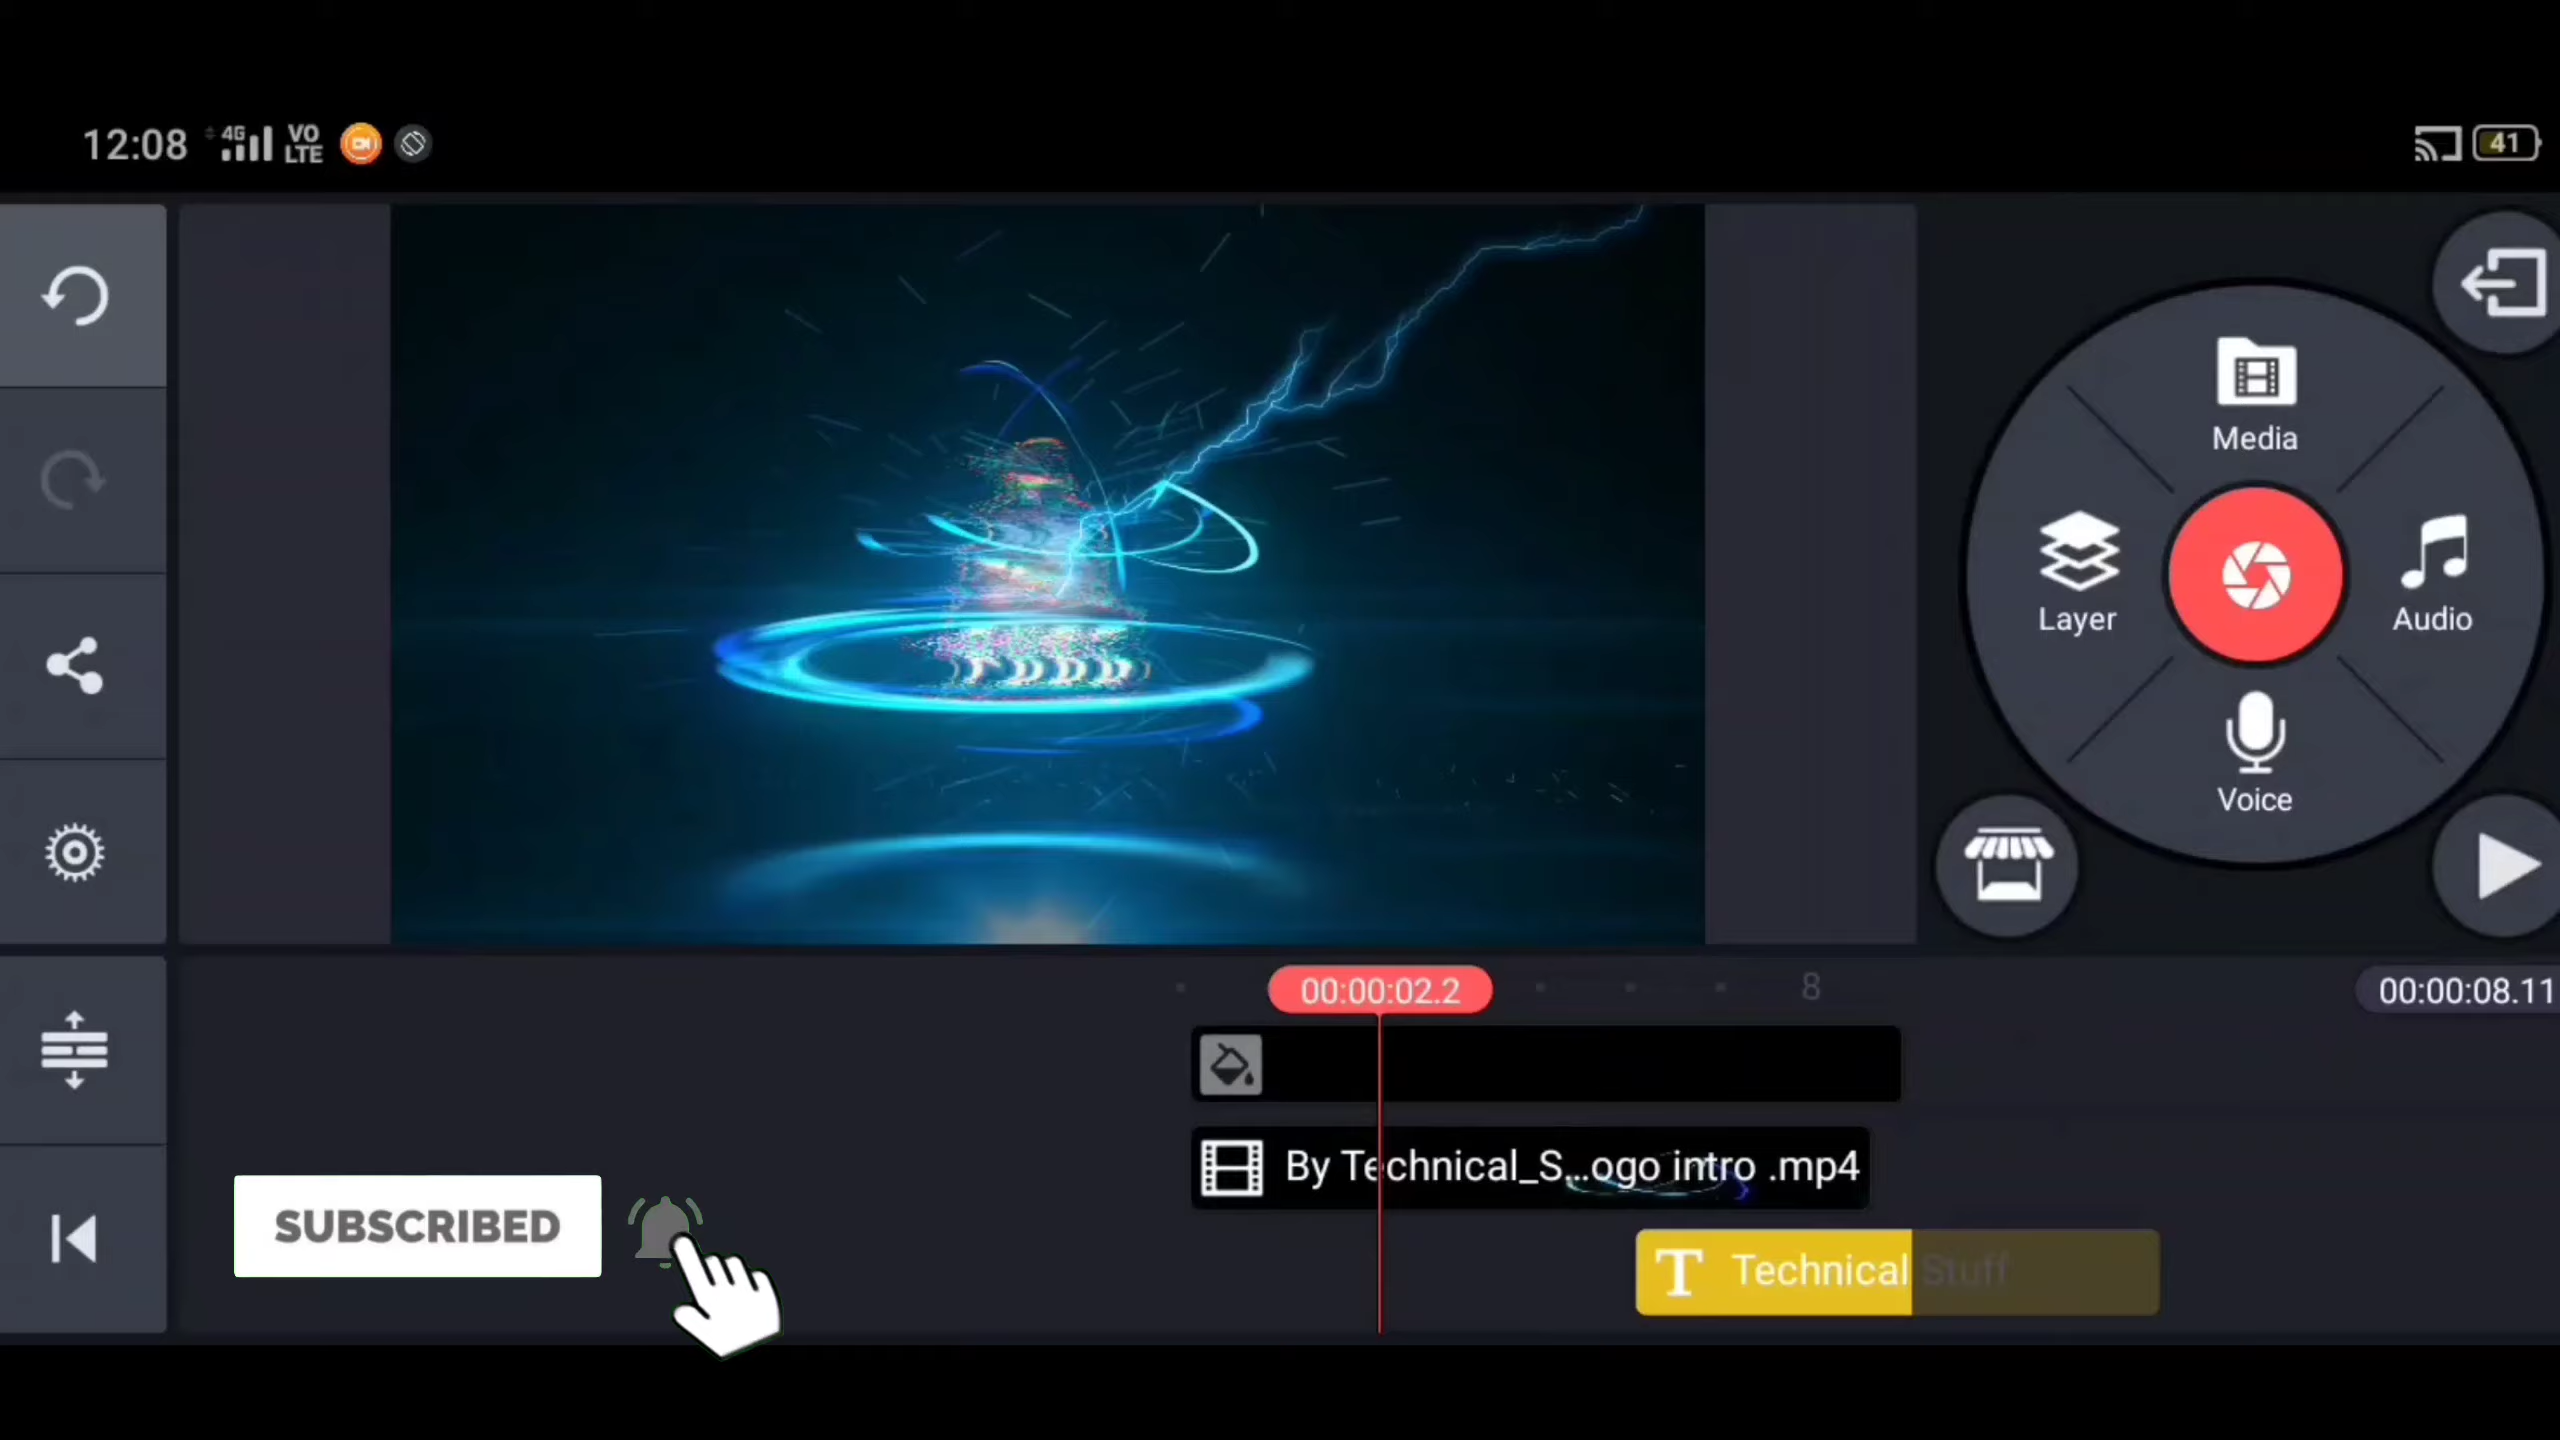 12:08 4G VO LTE 41
Media
Layer
Audio
Voice
00:00:02.2
8
00:00:08.11
By Technical_S...ogo intro .mp4
SUBSCRIBED
T Technical Stuff